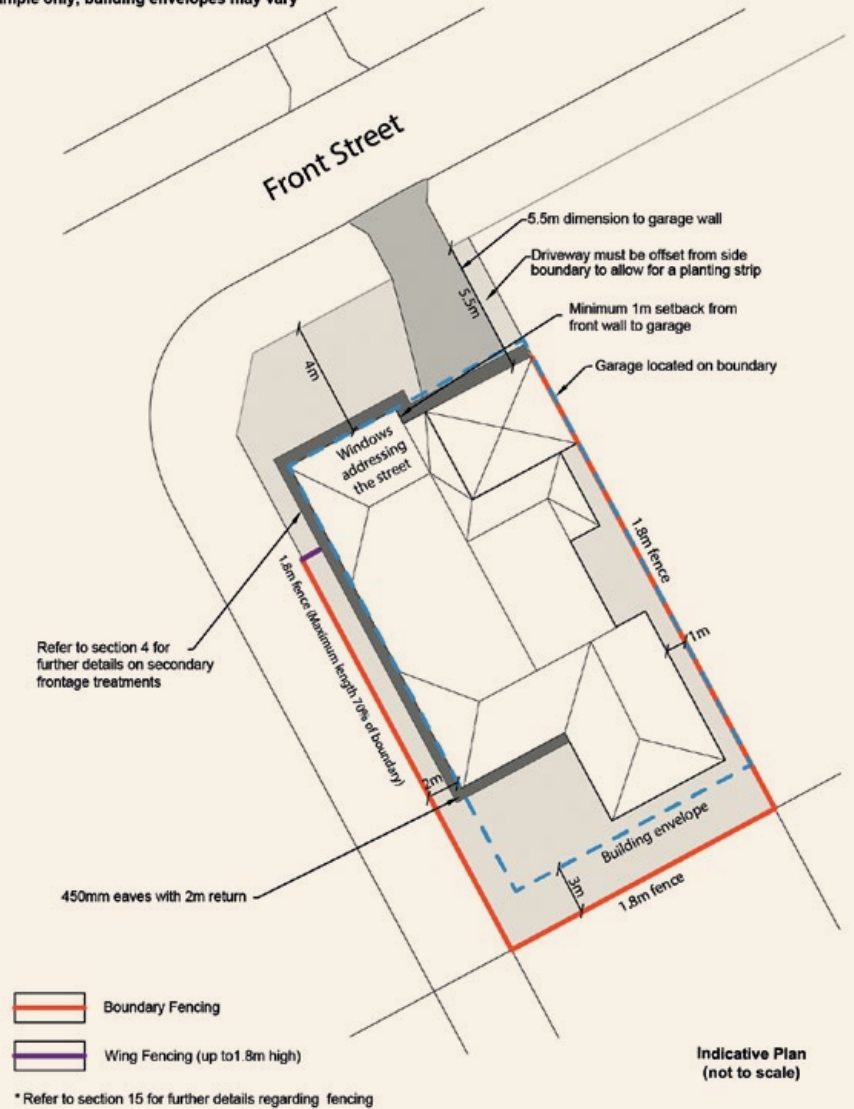 building envelopes may vary
Front Street
5.5m dimension to garage wall
Driveway must be offset from side
boundary to allow for a planting strip
5.5m
Minimum 1m setback from
front wall to garage
4m
Garage located on boundary
Windows
addressing
the street
1.8m fence
1.8m fence (Maximum length 70% of boundary)
1m
Refer to section 4 for
further details on secondary
frontage treatments
2m
Building envelope
450mm eaves with 2m return
3m
1.8m fence
Boundary Fencing
Wing Fencing (up to1.8m high)
Indicative Plan
(not to scale)
* Refer to section 15 for further details regarding fencing